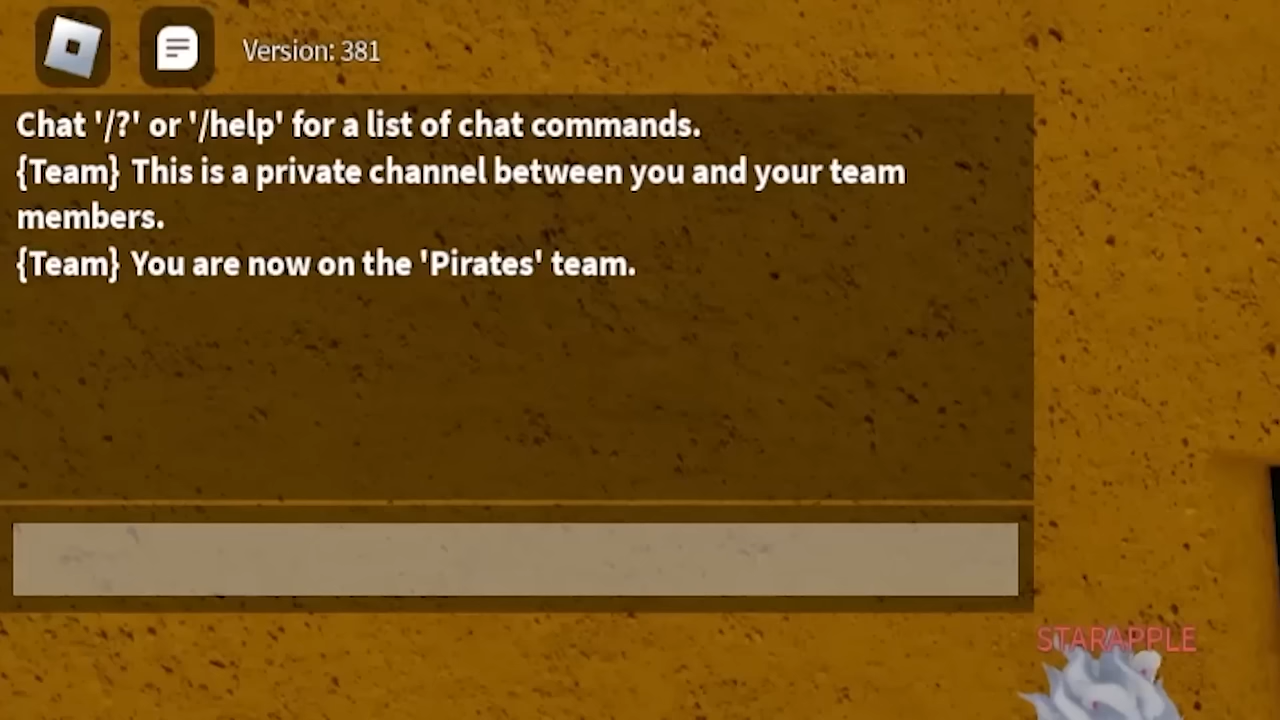 Version: 381
Chat '/?' or '/help' for a list of chat commands.
{Team} This is a private channel between you and your team
members.
{Team} You are now on the 'Pirates' team.
STARAPPLE